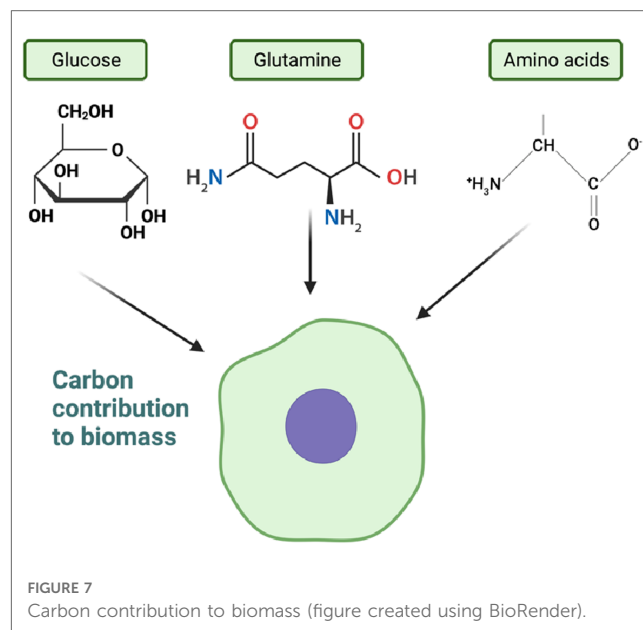 Glucose
Glutamine
Amino acids
CH₂OH
O
OH
OH
OH
OH
O
O
H₂N
OH
NH₂
CH
O⁻
⁺H₃N
C
O
Carbon
contribution
to biomass
FIGURE 7
Carbon contribution to biomass (figure created using BioRender).